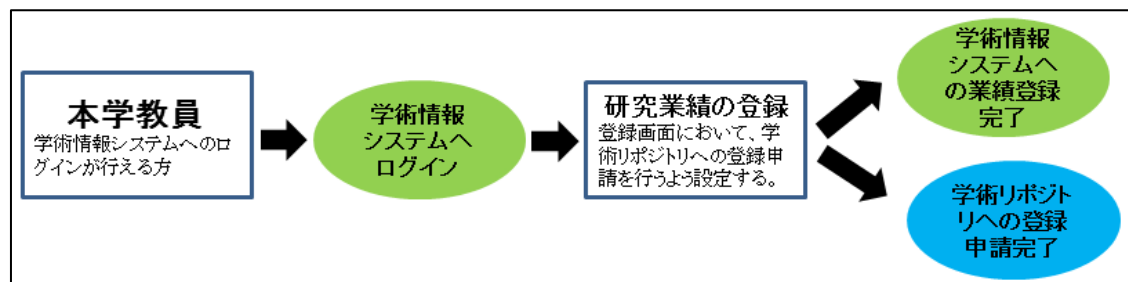 本学教員
学術情報システムへのロ
グインが行える方
学術情報
システムへ
ログイン
研究業績の登録
登録画面において、学
術リポジトリへの登録申
請を行うよう設定する。
学術情報
システムへ
の業績登録
完了
学術リポジト
リへの登録
申請完了